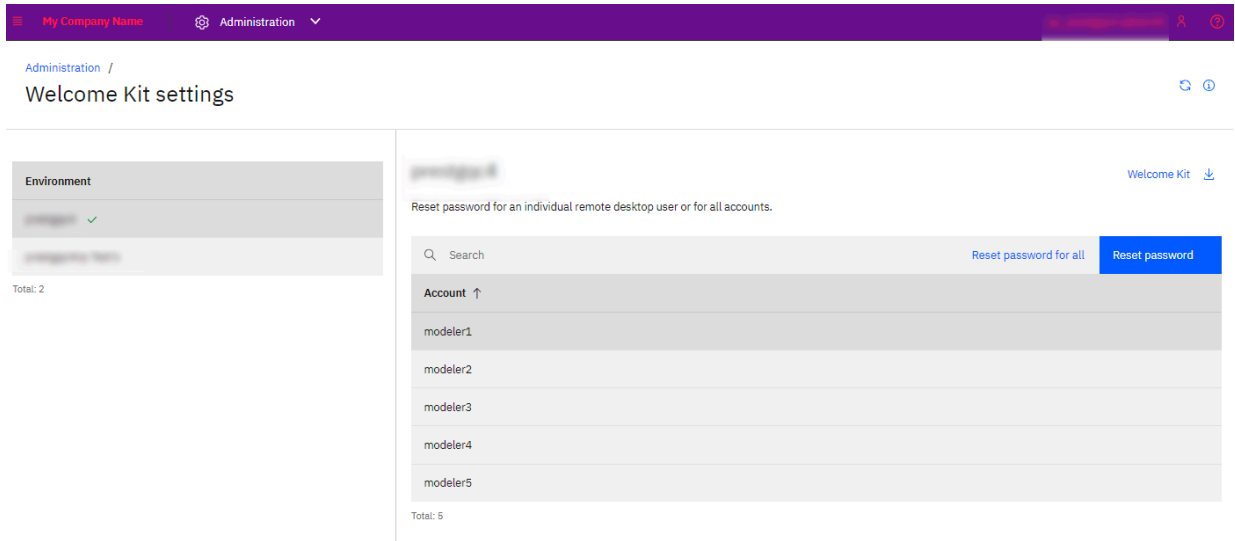 My Company Name Administration
Administration /
Welcome Kit settings
Environment
Total: 2
Welcome Kit
Reset password for an individual remote desktop user or for all accounts.
Search Reset password for all Reset password
Account ↑
modeler1
modeler2
modeler3
modeler4
modeler5
Total: 5